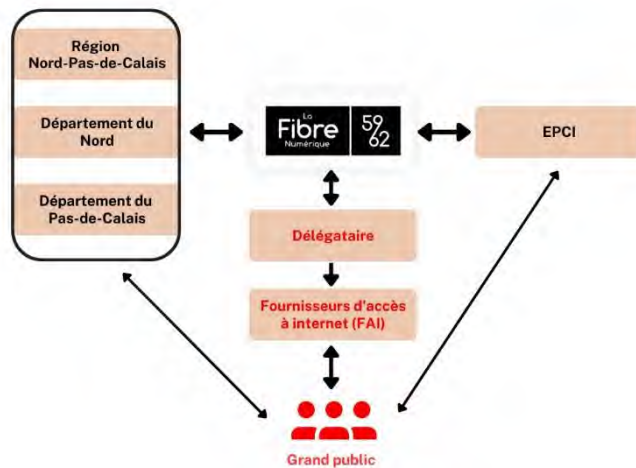 Région
Nord-Pas-de-Calais
Département du
Nord
Département du
Pas-de-Calais
La
Fibre
Numérique
59
62
EPCI
Délégataire
Fournisseurs d'accès
à internet (FAI)
Grand public